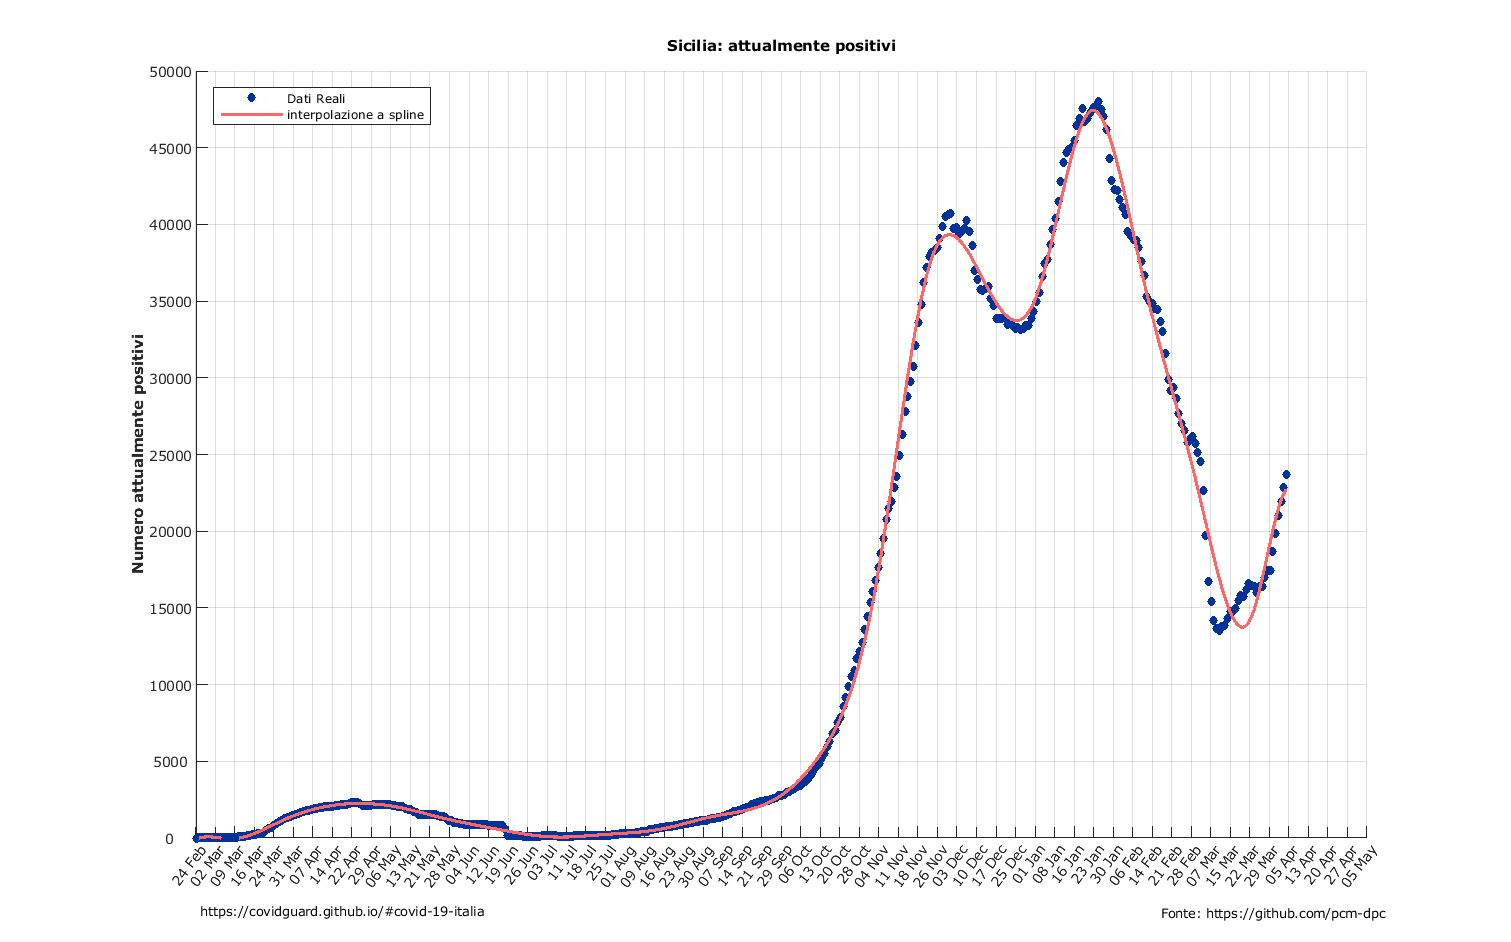 Sicilia: attualmente positivi
Dati Reali
interpolazione a spline
Numero attualmente positivi
50000
45000
40000
35000
30000
25000
20000
15000
10000
5000
0
24 Feb
02 Mar
09 Mar
16 Mar
24 Mar
31 Mar
07 Apr
14 Apr
22 Apr
29 Apr
06 May
13 May
21 May
28 May
04 Jun
12 Jun
19 Jun
26 Jun
03 Jul
11 Jul
18 Jul
25 Jul
01 Aug
09 Aug
16 Aug
23 Aug
30 Aug
07 Sep
14 Sep
21 Sep
29 Sep
06 Oct
13 Oct
20 Oct
28 Oct
04 Nov
11 Nov
18 Nov
26 Nov
03 Dec
10 Dec
17 Dec
25 Dec
01 Jan
08 Jan
16 Jan
23 Jan
30 Jan
06 Feb
14 Feb
21 Feb
28 Feb
07 Mar
15 Mar
22 Mar
29 Mar
05 Apr
13 Apr
20 Apr
27 Apr
05 May
https://covidguard.github.io/#covid-19-italia
Fonte: https://github.com/pcm-dpc